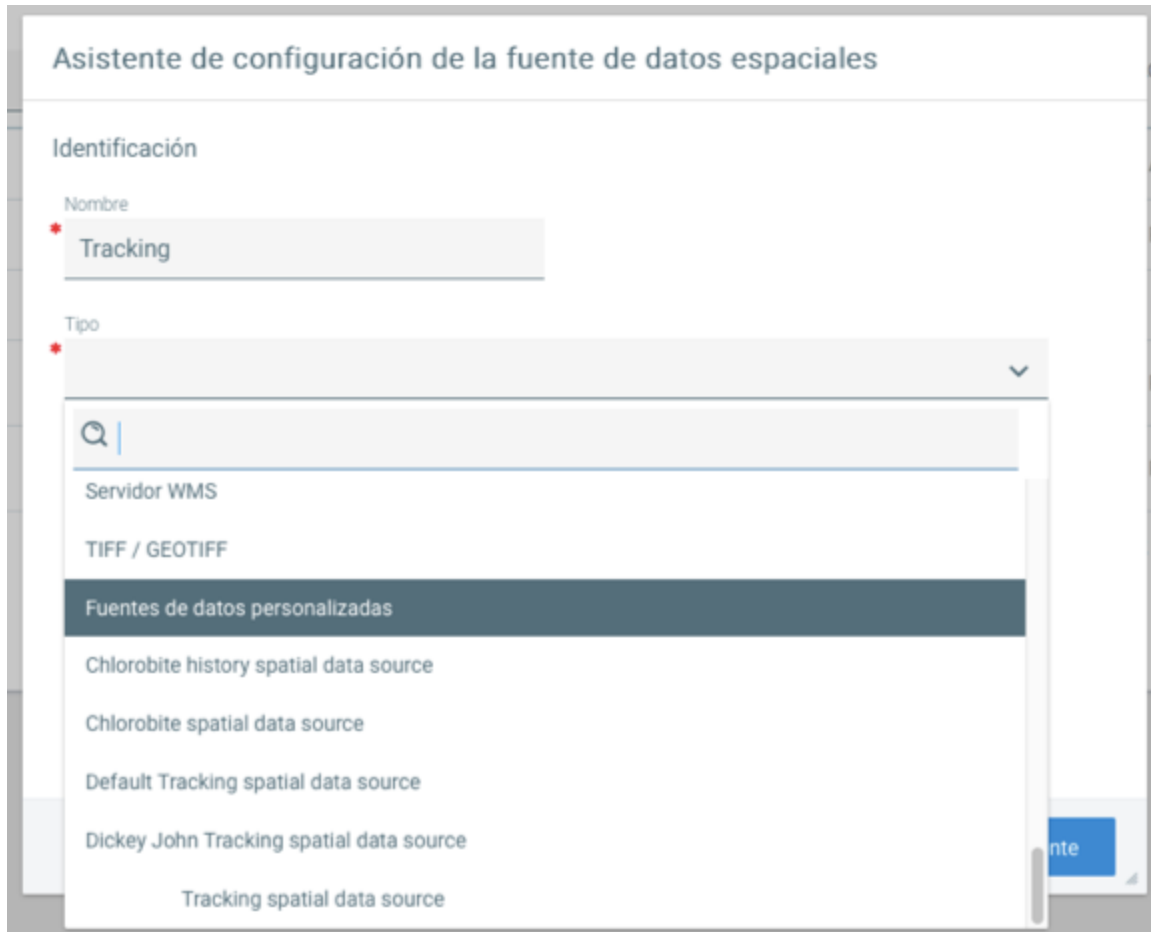 Asistente de configuración de la fuente de datos espaciales
Identificación
Nombre
* Tracking
Tipo
*
Servidor WMS
TIFF / GEOTIFF
Fuentes de datos personalizadas
Chlorobite history spatial data source
Chlorobite spatial data source
Default Tracking spatial data source
Dickey John Tracking spatial data source
nte
Tracking spatial data source